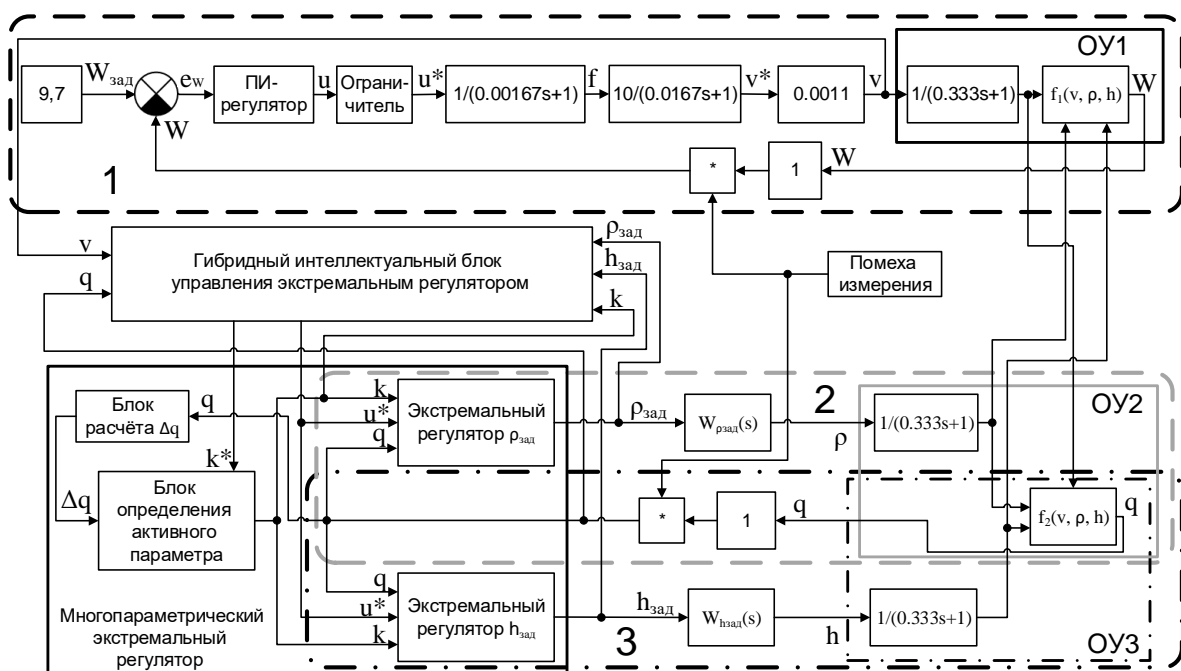 ОУ1
9,7
Wзад
eW
ПИ-
регулятор
u
Ограни-
читель
u*
1/(0.00167s+1)
f
10/(0.0167s+1)
v*
0.0011
v
1/(0.333s+1)
f₁(v, ρ, h)
W
W
1
*
1
W
v
q
Гибридный интеллектуальный блок
управления экстремальным регулятором
ρзад
hзад
k
Помеха
измерения
Блок
расчёта Δq
q
k*
Δq
Блок
определения
активного
параметра
k
u*
q
Экстремальный
регулятор ρзад
ρзад
Wρзад(s)
2
ρ
1/(0.333s+1)
ОУ2
*
1
q
f₂(v, ρ, h)
q
q
u*
k
Экстремальный
регулятор hзад
hзад
3
Whзад(s)
h
1/(0.333s+1)
ОУ3
Многопараметрический
экстремальный
регулятор